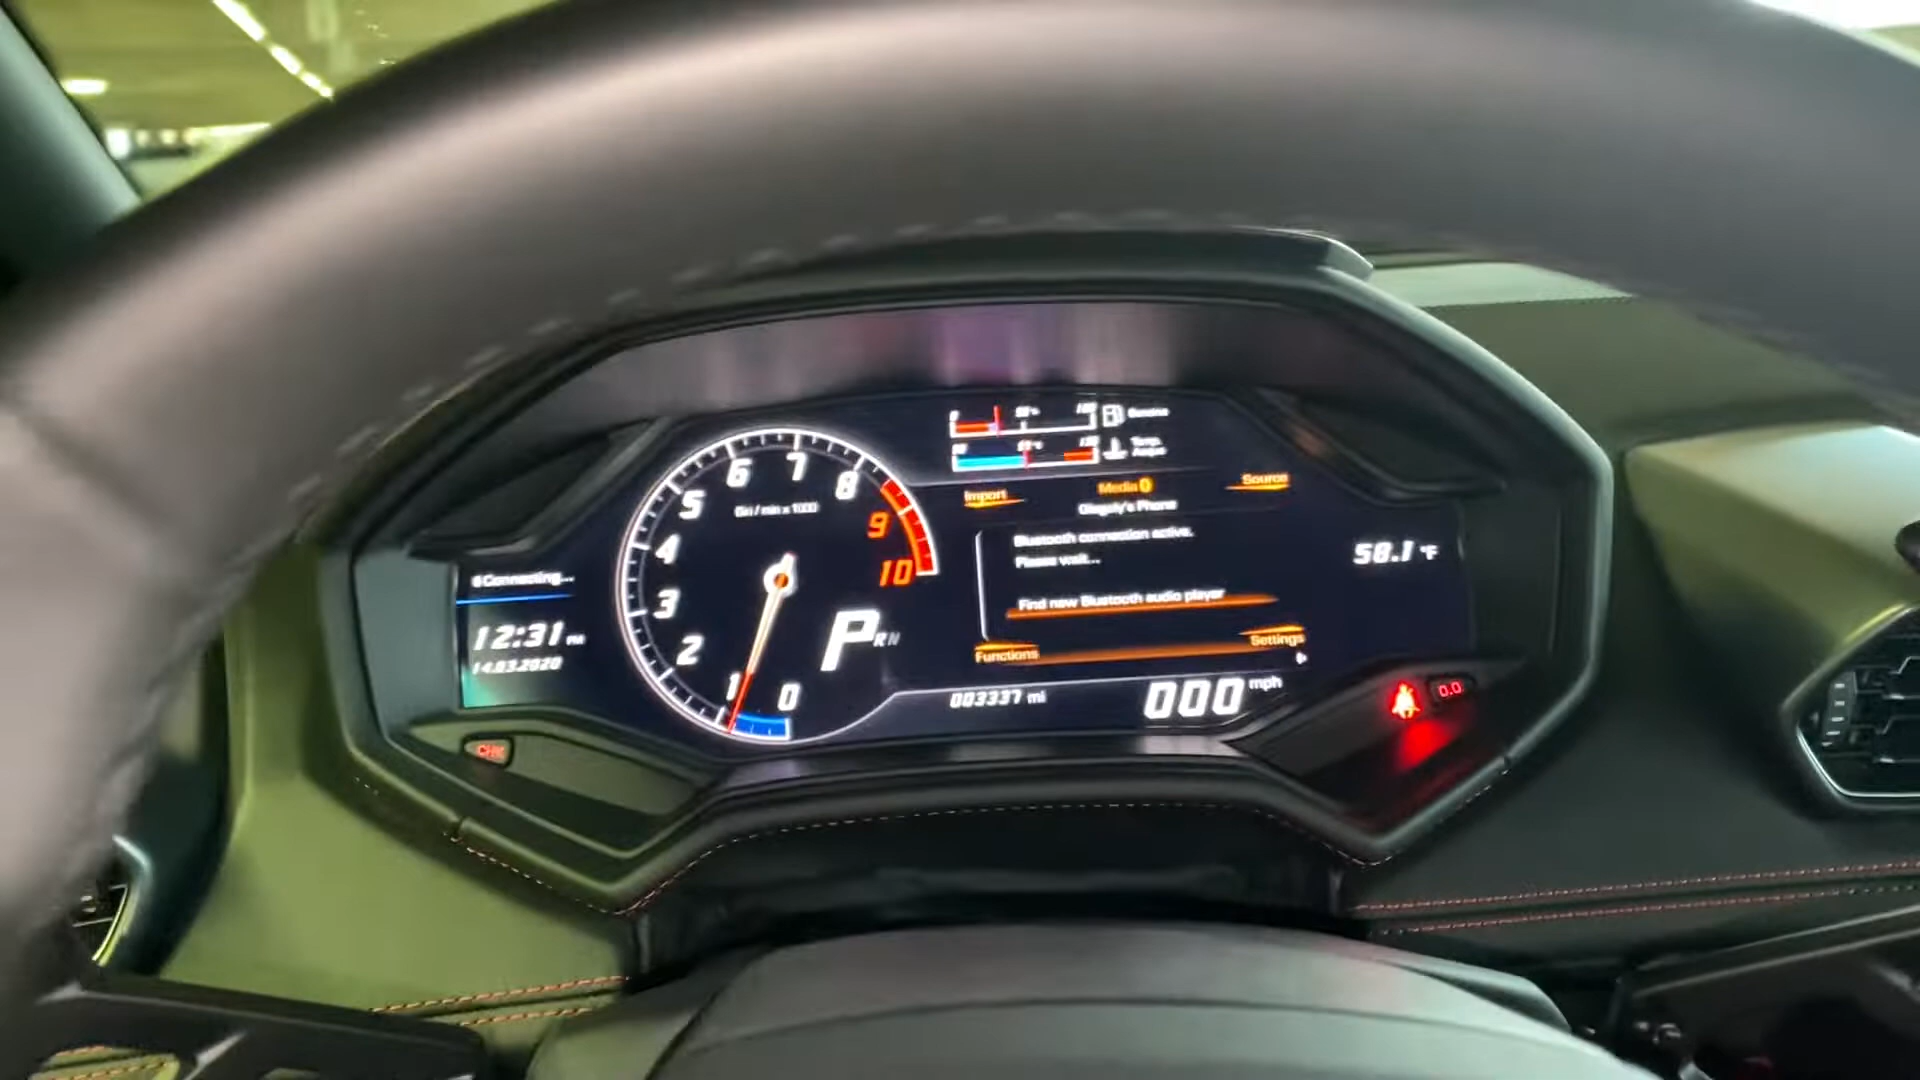 Temp.
Import
Media
Source
Bluetooth connection active.
Please wait...
Find new Bluetooth audio player
Functions
Settings
58.1 °F
Connecting...
12:31 PM
14.03.2020
0
1
2
3
4
5
6
7
8
9
10
P R N
003337 mi
000 mph
0.0